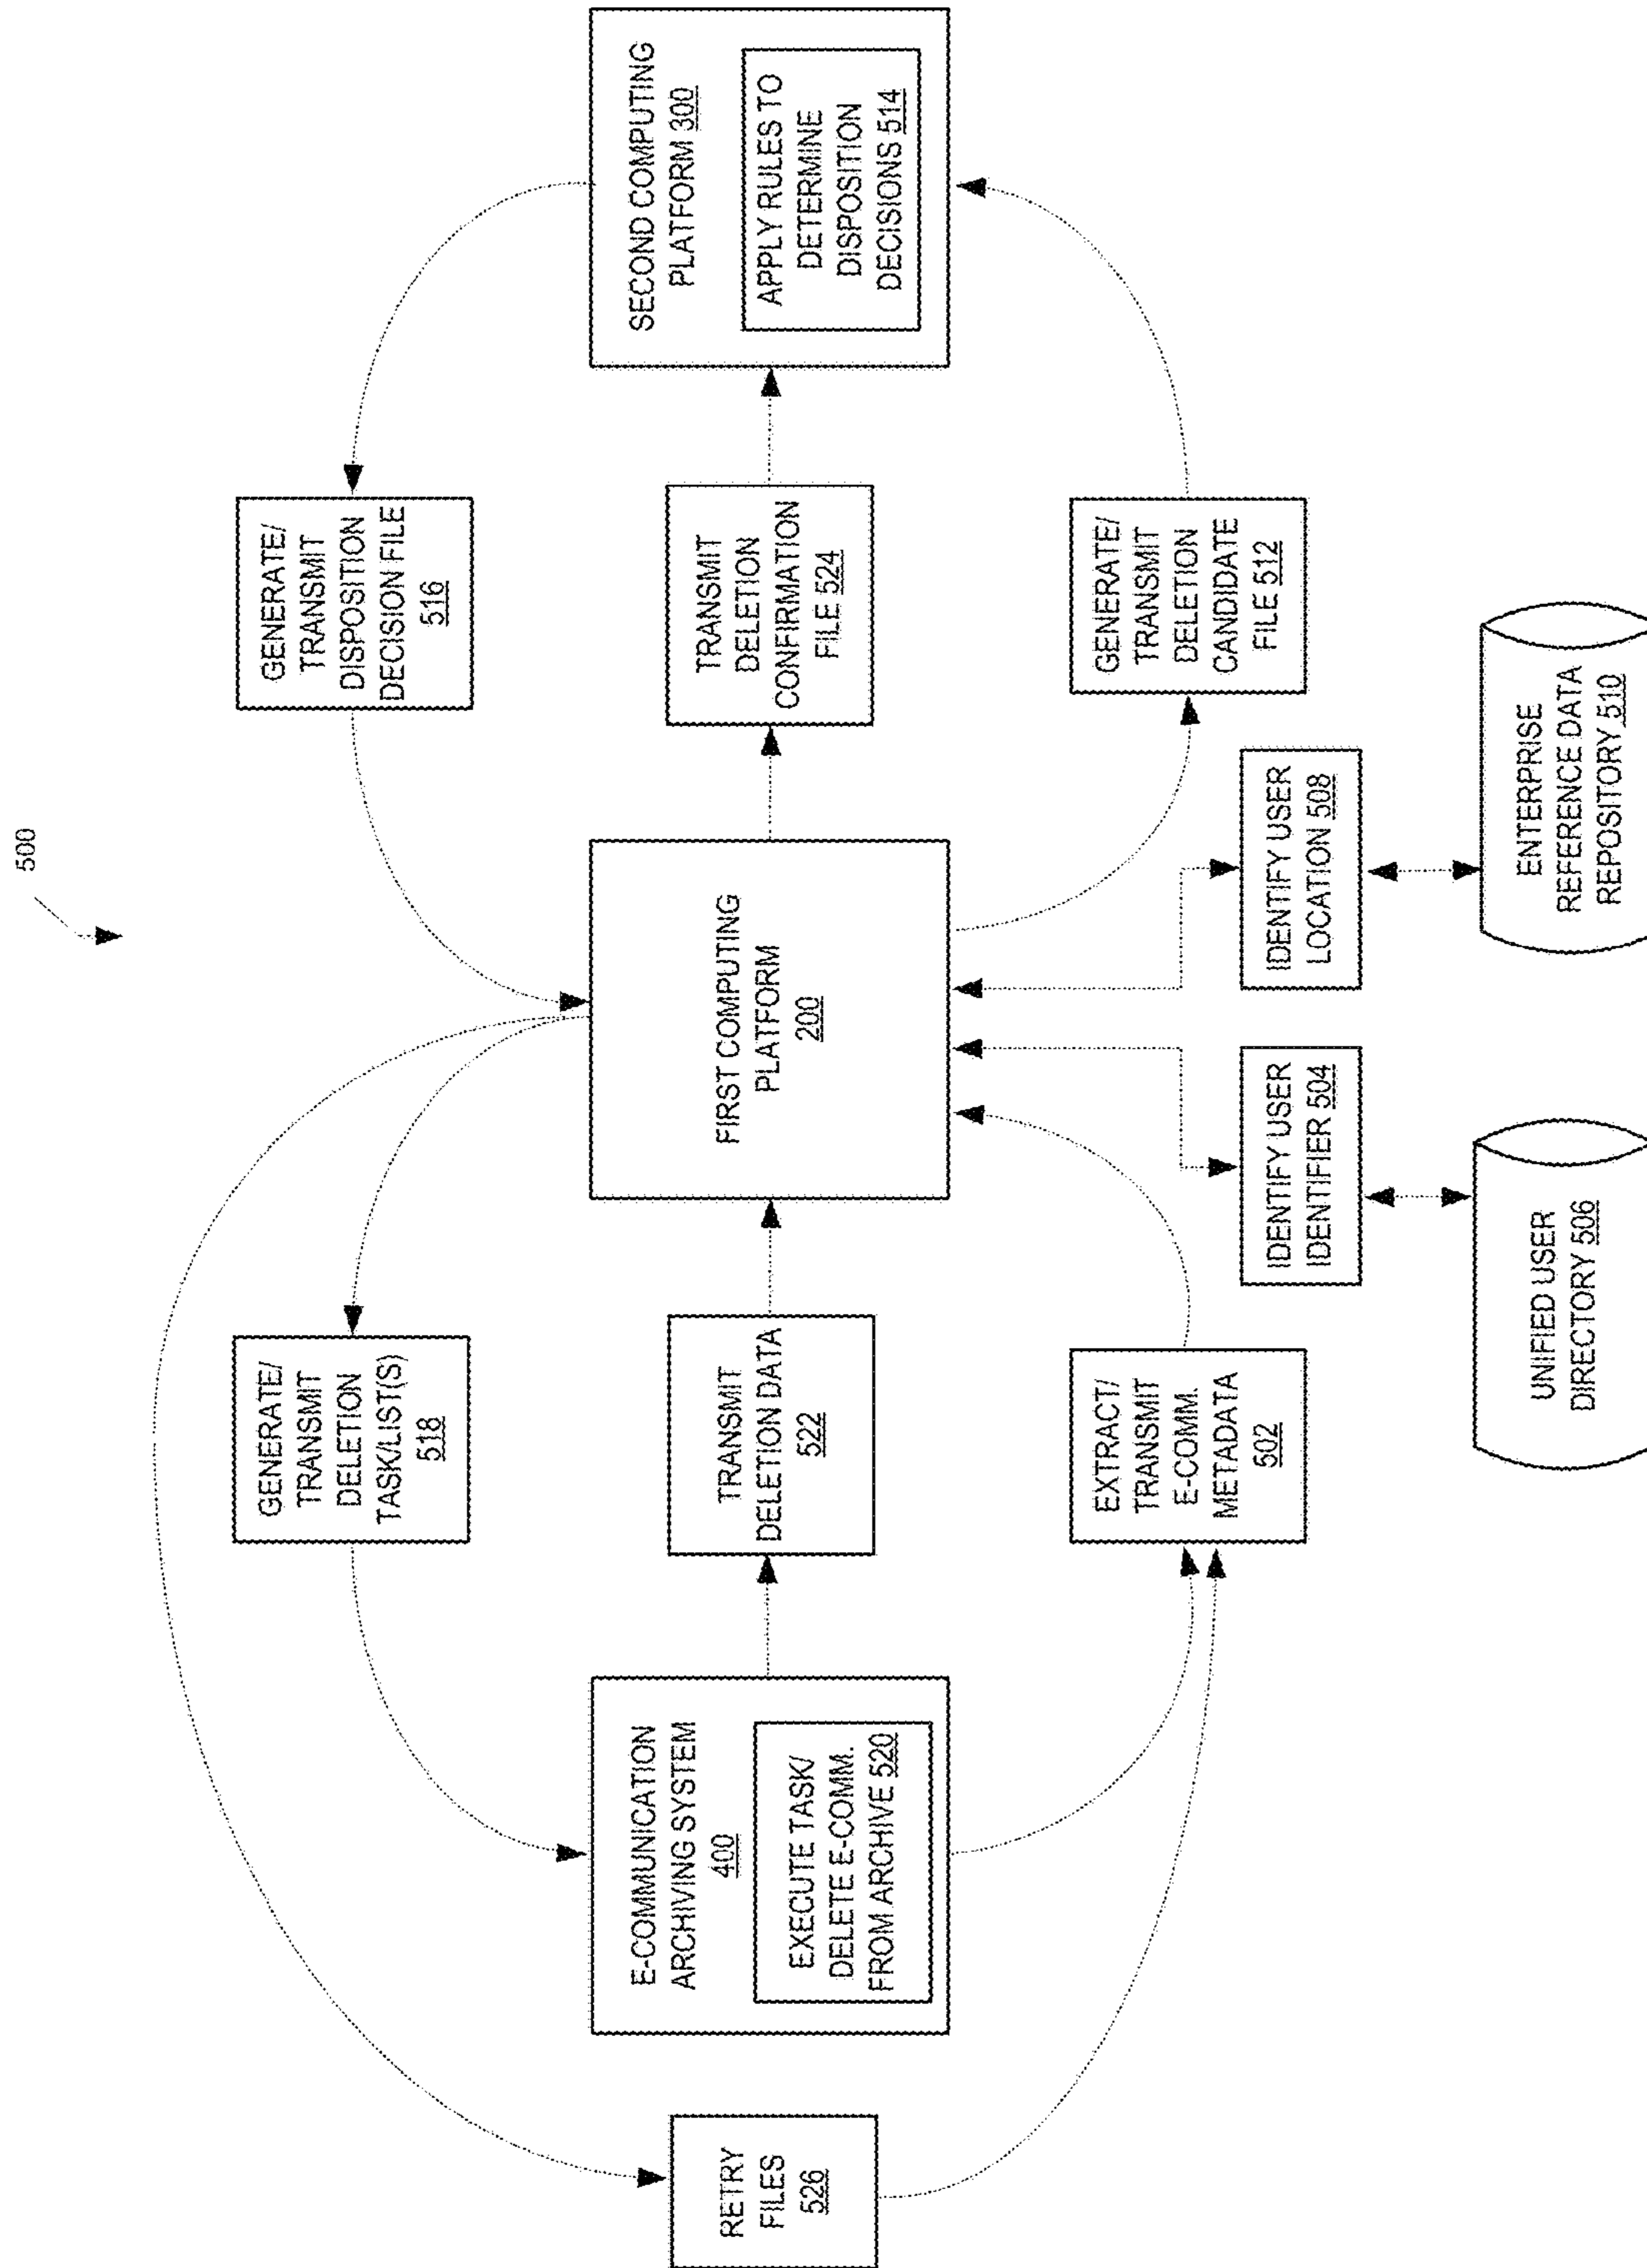 500
GENERATE/
TRANSMIT
DELETION
TASK/LIST(S)
518
GENERATE/
TRANSMIT
DISPOSITION
DECISION FILE
516
RETRY
FILES
526
E-COMMUNICATION
ARCHIVING SYSTEM
400
EXECUTE TASK/
DELETE E-COMM.
FROM ARCHIVE 520
TRANSMIT
DELETION DATA
522
FIRST COMPUTING
PLATFORM
200
TRANSMIT
DELETION
CONFIRMATION
FILE 524
SECOND COMPUTING
PLATFORM 300
APPLY RULES TO
DETERMINE
DISPOSITION
DECISIONS 514
EXTRACT/
TRANSMIT
E-COMM.
METADATA
502
GENERATE/
TRANSMIT
DELETION
CANDIDATE
FILE 512
IDENTIFY USER
IDENTIFIER 504
IDENTIFY USER
LOCATION 508
UNIFIED USER
DIRECTORY 506
ENTERPRISE
REFERENCE DATA
REPOSITORY 510